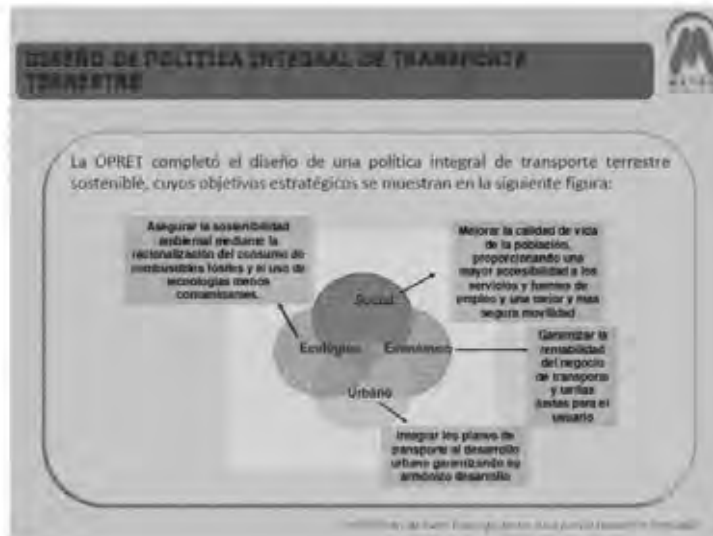 DISEÑO DE POLÍTICA INTEGRAL DE TRANSPORTE
TERRESTRE
METRO
La OPRET completó el diseño de una política integral de transporte terrestre
sostenible, cuyos objetivos estratégicos se muestran en la siguiente figura:
Asegurar la sostenibilidad
ambiental mediante la
racionalización del consumo de
combustibles fósiles y el uso de
tecnologías menos
contaminantes.
Mejorar la calidad de vida
de la población,
proporcionando una
mayor accesibilidad a los
servicios y fuentes de
empleo y una mejor y mas
segura movilidad
Social
Ecológico
Económico
Urbano
Garantizar la
rentabilidad
del negocio
de transporte
y tarifas
justas para el
usuario
Integrar los planes de
transporte al desarrollo
urbano garantizando su
armónico desarrollo